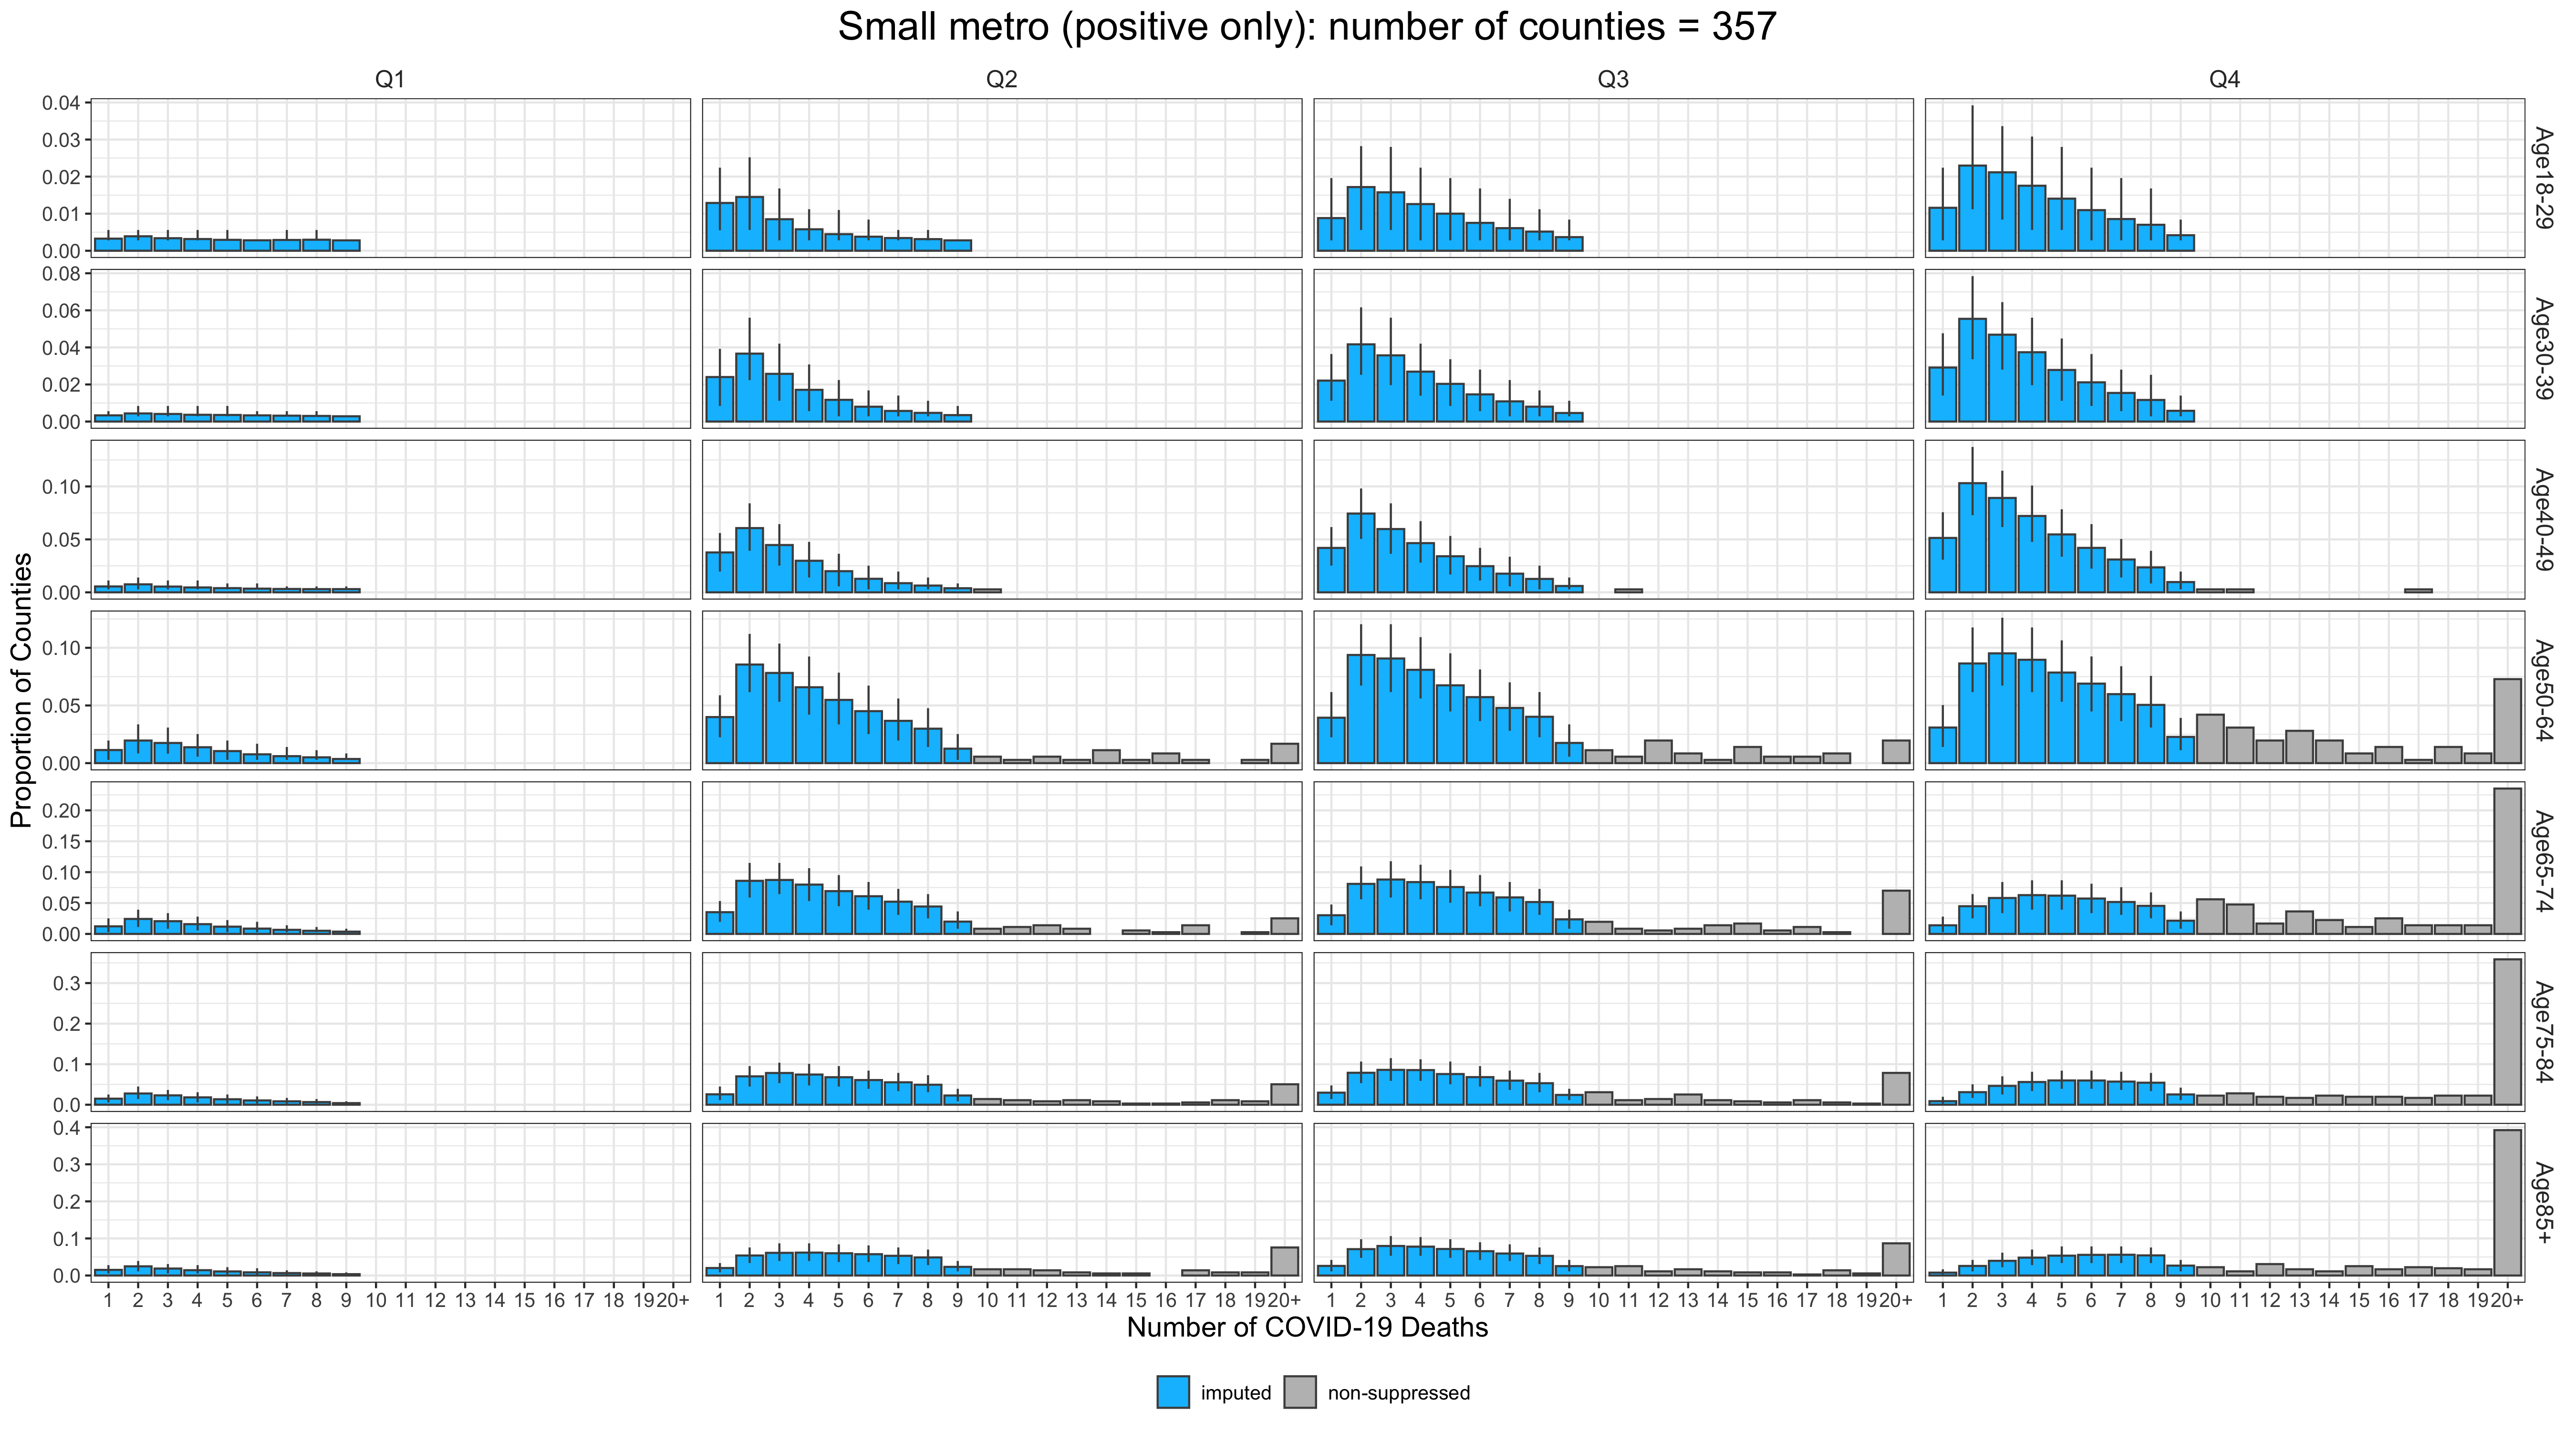 Small metro (positive only): number of counties = 357
Q1 Q2 Q3 Q4
0.04
0.03
0.02
0.01
0.00
Age18-29
0.08
0.06
0.04
0.02
0.00
Age30-39
0.10
0.05
0.00
Age40-49
0.10
0.05
0.00
Age50-64
0.20
0.15
0.10
0.05
0.00
Age65-74
0.3
0.2
0.1
0.0
Age75-84
0.4
0.3
0.2
0.1
0.0
Age85+
Proportion of Counties
1 2 3 4 5 6 7 8 9 10 11 12 13 14 15 16 17 18 19 20+ 1 2 3 4 5 6 7 8 9 10 11 12 13 14 15 16 17 18 19 20+ 1 2 3 4 5 6 7 8 9 10 11 12 13 14 15 16 17 18 19 20+ 1 2 3 4 5 6 7 8 9 10 11 12 13 14 15 16 17 18 19 20+
Number of COVID-19 Deaths
imputed non-suppressed